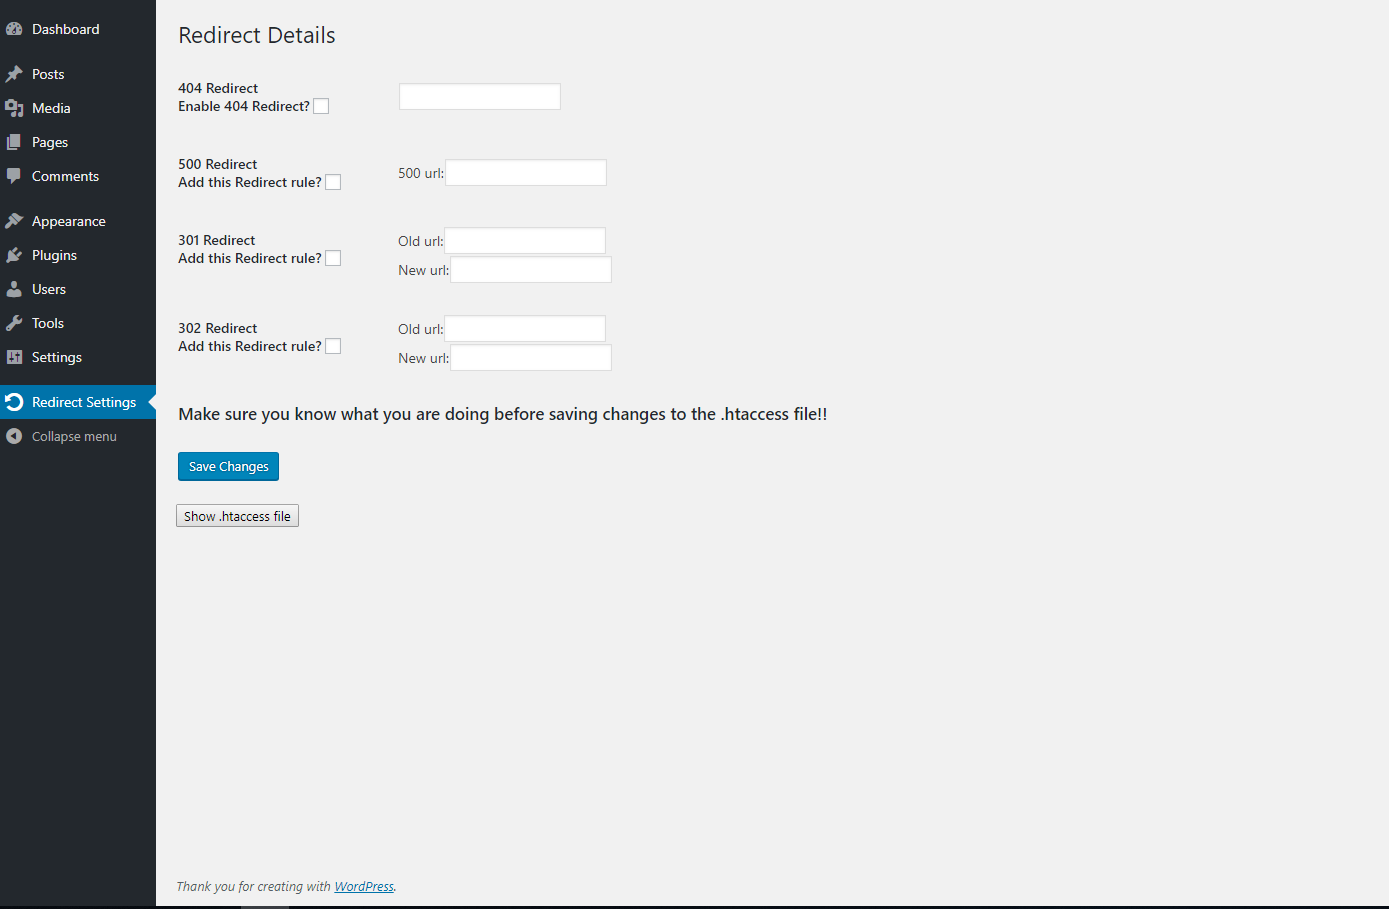 Dashboard
Posts
Media
Pages
Comments
Appearance
Plugins
Users
Tools
Settings
Redirect Settings
Collapse menu
Redirect Details
404 Redirect
Enable 404 Redirect?
500 Redirect
Add this Redirect rule?
500 url:
301 Redirect
Add this Redirect rule?
Old url:
New url:
302 Redirect
Add this Redirect rule?
Old url:
New url:
Make sure you know what you are doing before saving changes to the .htaccess file!!
Save Changes
Show .htaccess file
Thank you for creating with WordPress.